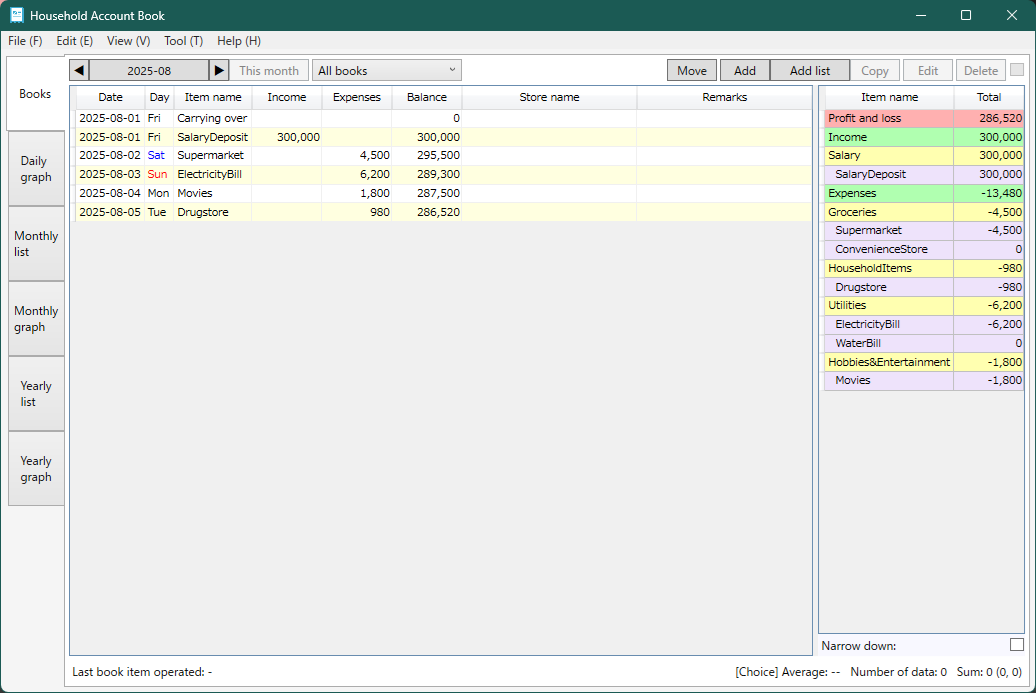 Household Account Book
File (F) Edit (E) View (V) Tool (T) Help (H)
Books
Daily graph
Monthly list
Monthly graph
Yearly list
Yearly graph
◀ 2025-08 ▶ This month All books Move Add Add list Copy Edit Delete
Date Day Item name Income Expenses Balance Store name Remarks
2025-08-01 Fri Carrying over 0
2025-08-01 Fri SalaryDeposit 300,000 300,000
2025-08-02 Sat Supermarket 4,500 295,500
2025-08-03 Sun ElectricityBill 6,200 289,300
2025-08-04 Mon Movies 1,800 287,500
2025-08-05 Tue Drugstore 980 286,520
Item name Total
Profit and loss 286,520
Income 300,000
Salary 300,000
SalaryDeposit 300,000
Expenses -13,480
Groceries -4,500
Supermarket -4,500
ConvenienceStore 0
HouseholdItems -980
Drugstore -980
Utilities -6,200
ElectricityBill -6,200
WaterBill 0
Hobbies&Entertainment -1,800
Movies -1,800
Narrow down:
Last book item operated: -
[Choice] Average: -- Number of data: 0 Sum: 0 (0, 0)